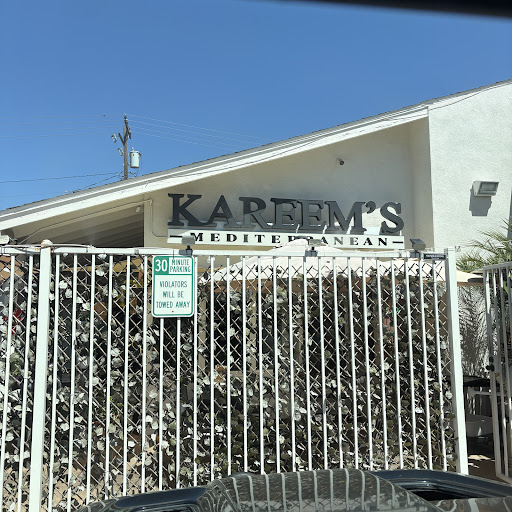 KAREEM'S
MEDITERRANEAN
30 MINUTE
PARKING
VIOLATORS
WILL BE
TOWED AWAY